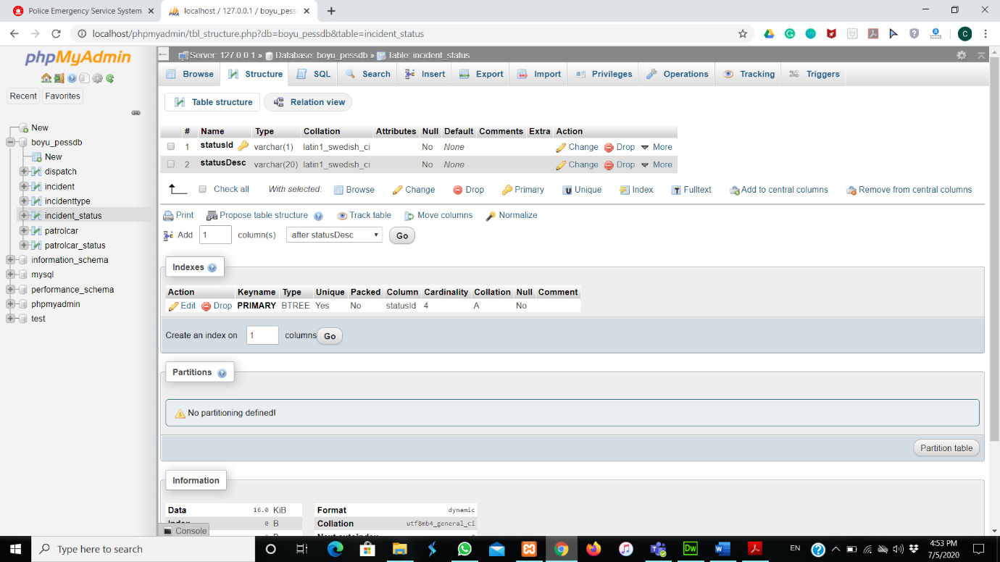 Police Emergency Service System
localhost / 127.0.0.1 / boyu_pess
localhost/phpmyadmin/tbl_structure.php?db=boyu_pessdb&table=incident_status
C
phpMyAdmin
Recent Favorites
New
boyu_pessdb
New
dispatch
incident
incidenttype
incident_status
patrolcar
patrolcar_status
information_schema
mysql
performance_schema
phpmyadmin
test
Server: 127.0.0.1 » Database: boyu_pessdb » Table: incident_status
Browse Structure SQL Search Insert Export Import Privileges Operations Tracking Triggers
Table structure Relation view
# Name Type Collation Attributes Null Default Comments Extra Action
1 statusId varchar(1) latin1_swedish_ci No None Change Drop More
2 statusDesc varchar(20) latin1_swedish_ci No None Change Drop More
Check all With selected: Browse Change Drop Primary Unique Index Fulltext Add to central columns Remove from central columns
Print Propose table structure Track table Move columns Normalize
Add 1 column(s) after statusDesc Go
Indexes
Action Keyname Type Unique Packed Column Cardinality Collation Null Comment
Edit Drop PRIMARY BTREE Yes No statusId 4 A No
Create an index on 1 columns Go
Partitions
No partitioning defined!
Partition table
Information
Data 16.0 KiB Format dynamic
Index 0 B Collation utf8mb4_general_ci
Console
Type here to search
EN
4:53 PM
7/5/2020